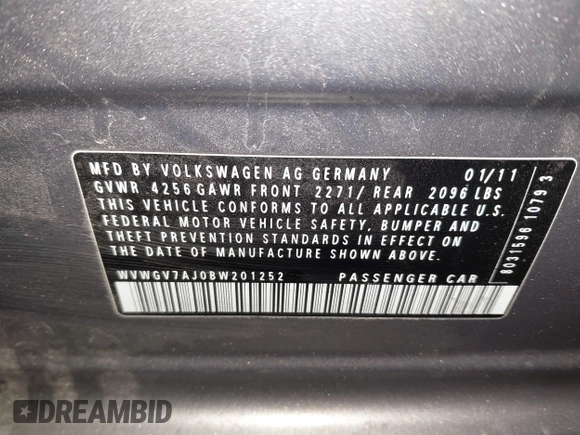 MFD BY VOLKSWAGEN AG GERMANY 01/11
GVWR 4256 GAWR FRONT 2271/ REAR 2096 LBS
THIS VEHICLE CONFORMS TO ALL APPLICABLE U.S.
FEDERAL MOTOR VEHICLE SAFETY, BUMPER AND
THEFT PREVENTION STANDARDS IN EFFECT ON
THE DATE OF MANUFACTURE SHOWN ABOVE.
WVWGV7AJ0BW201252 PASSENGER CAR
8031596 1079 3
DREAMBID